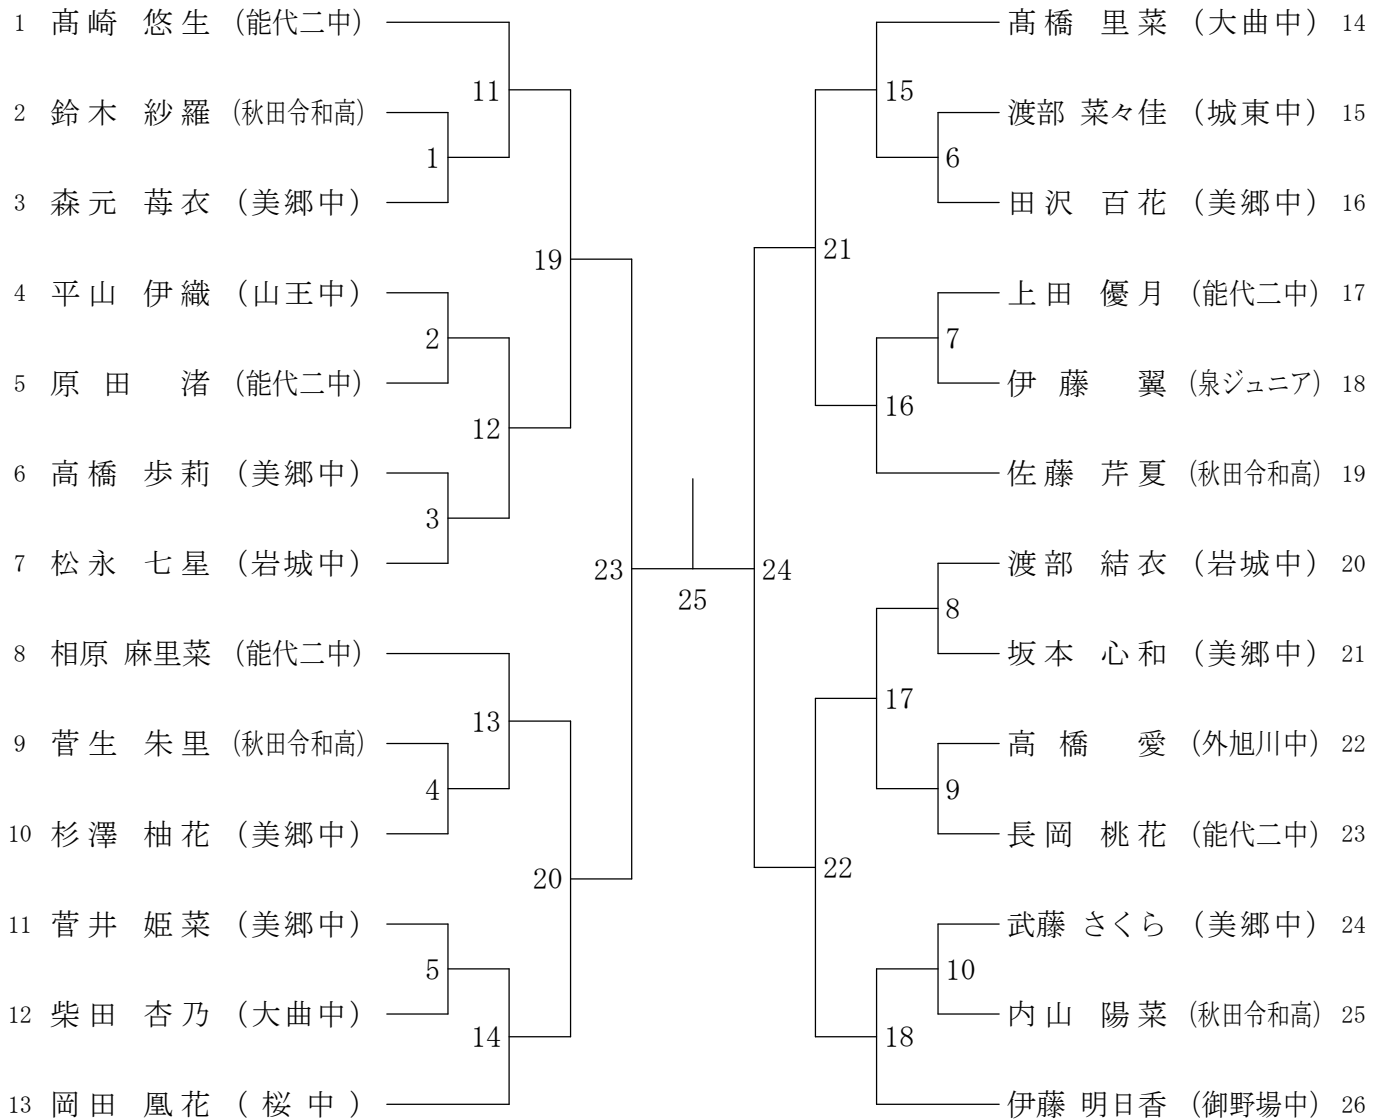 1 髙崎 悠生 (能代二中)
2 鈴木 紗羅 (秋田令和高)
3 森元 苺衣 (美郷中)
4 平山 伊織 (山王中)
5 原田 渚 (能代二中)
6 高橋 歩莉 (美郷中)
7 松永 七星 (岩城中)
8 相原 麻里菜 (能代二中)
9 菅生 朱里 (秋田令和高)
10 杉澤 柚花 (美郷中)
11 菅井 姫菜 (美郷中)
12 柴田 杏乃 (大曲中)
13 岡田 凰花 (桜中)
1
2
3
4
5
11
12
13
14
19
20
23
25
24
21
22
15
16
17
18
6
7
8
9
10
髙橋 里菜 (大曲中) 14
渡部 菜々佳 (城東中) 15
田沢 百花 (美郷中) 16
上田 優月 (能代二中) 17
伊藤 翼 (泉ジュニア) 18
佐藤 芹夏 (秋田令和高) 19
渡部 結衣 (岩城中) 20
坂本 心和 (美郷中) 21
高橋 愛 (外旭川中) 22
長岡 桃花 (能代二中) 23
武藤 さくら (美郷中) 24
内山 陽菜 (秋田令和高) 25
伊藤 明日香 (御野場中) 26